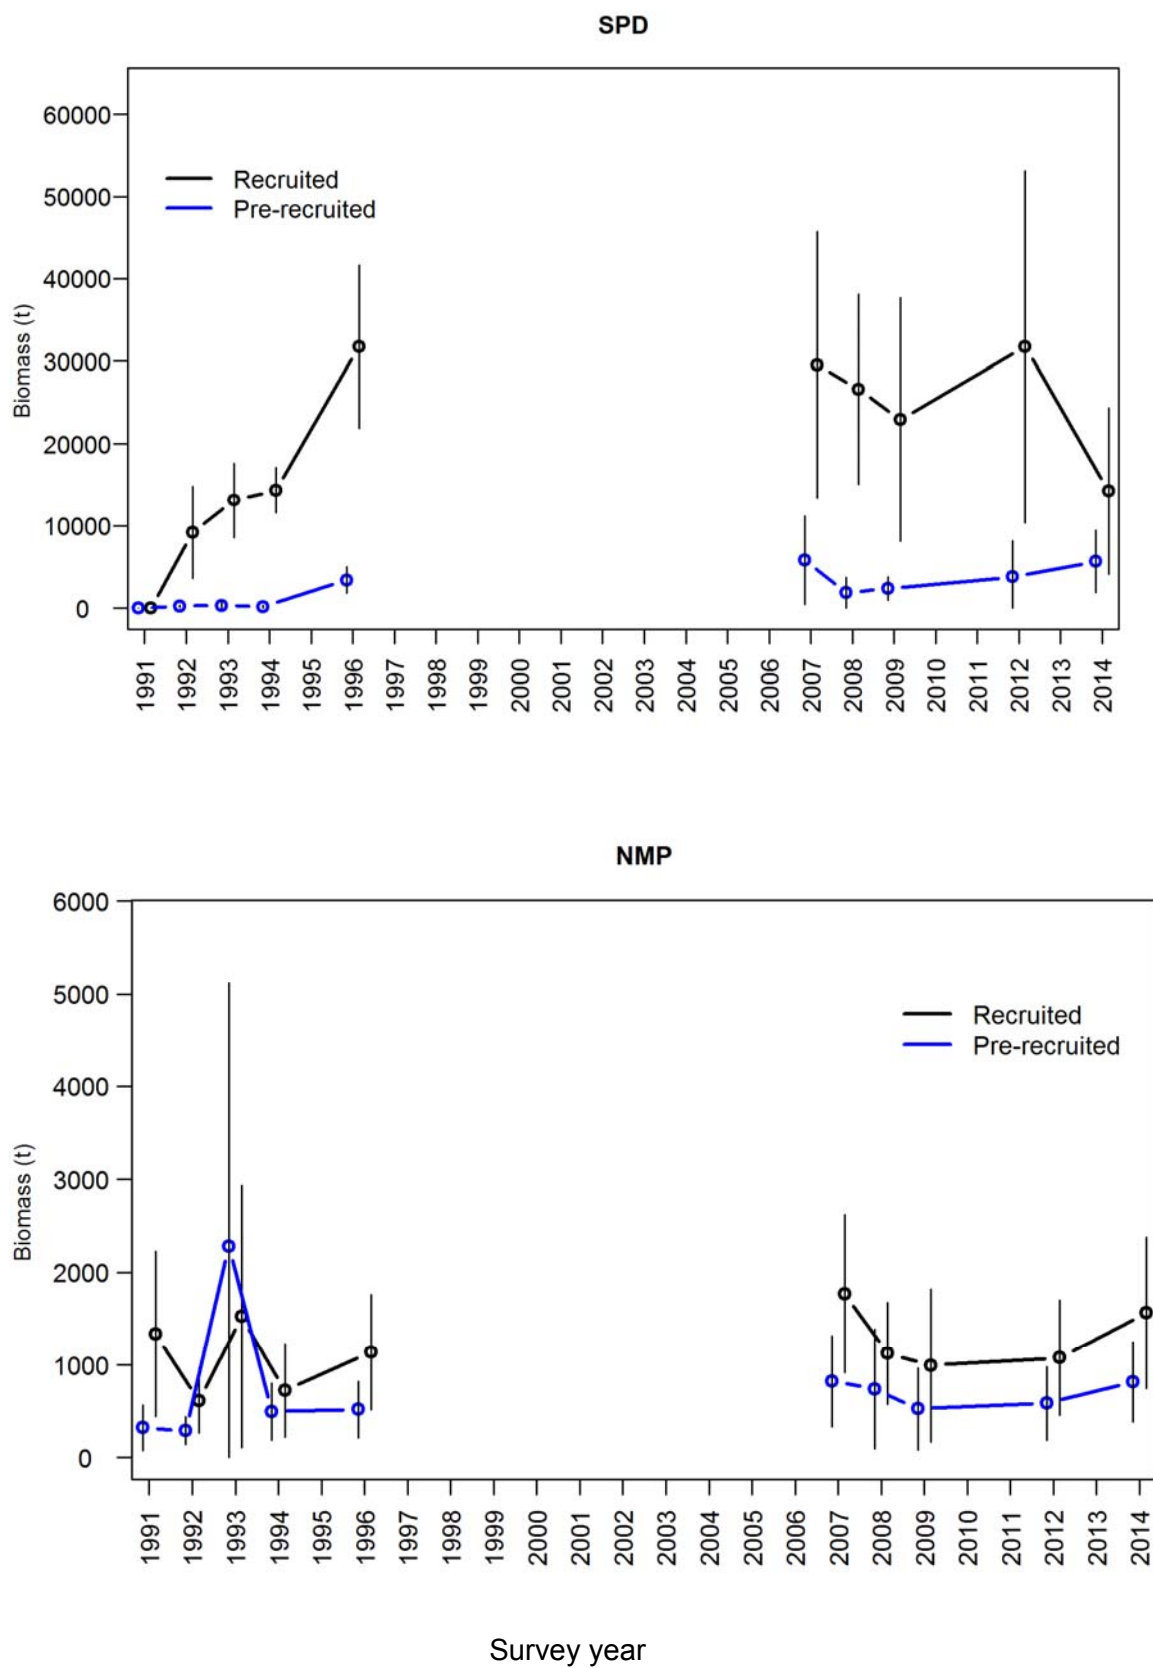 SPD
60000
50000
40000
30000
20000
10000
0
Biomass (t)
Recruited
Pre-recruited
1991 1992 1993 1994 1995 1996 1997 1998 1999 2000 2001 2002 2003 2004 2005 2006 2007 2008 2009 2010 2011 2012 2013 2014
NMP
6000
5000
4000
3000
2000
1000
0
Biomass (t)
Recruited
Pre-recruited
1991 1992 1993 1994 1995 1996 1997 1998 1999 2000 2001 2002 2003 2004 2005 2006 2007 2008 2009 2010 2011 2012 2013 2014
Survey year